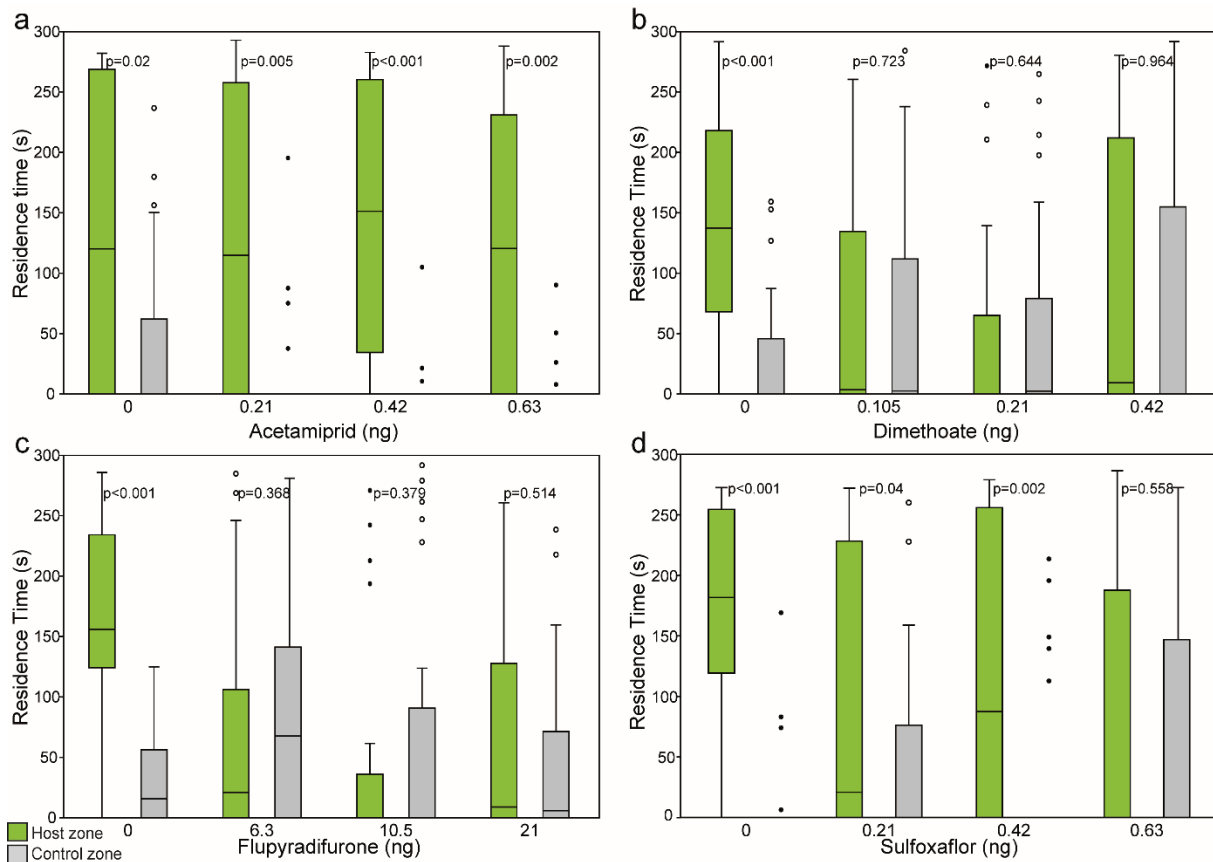 a
300
250
200
150
100
50
0
Residence time (s)
p=0.02
p=0.005
p<0.001
p=0.002
0
0.21
0.42
0.63
Acetamiprid (ng)
b
300
250
200
150
100
50
0
Residence Time (s)
p<0.001
p=0.723
p=0.644
p=0.964
0
0.105
0.21
0.42
Dimethoate (ng)
c
300
250
200
150
100
50
0
Residence Time (s)
p<0.001
p=0.368
p=0.379
p=0.514
0
6.3
10.5
21
Flupyradifurone (ng)
Host zone
Control zone
d
300
250
200
150
100
50
0
Residence Time (s)
p<0.001
p=0.04
p=0.002
p=0.558
0
0.21
0.42
0.63
Sulfoxaflor (ng)